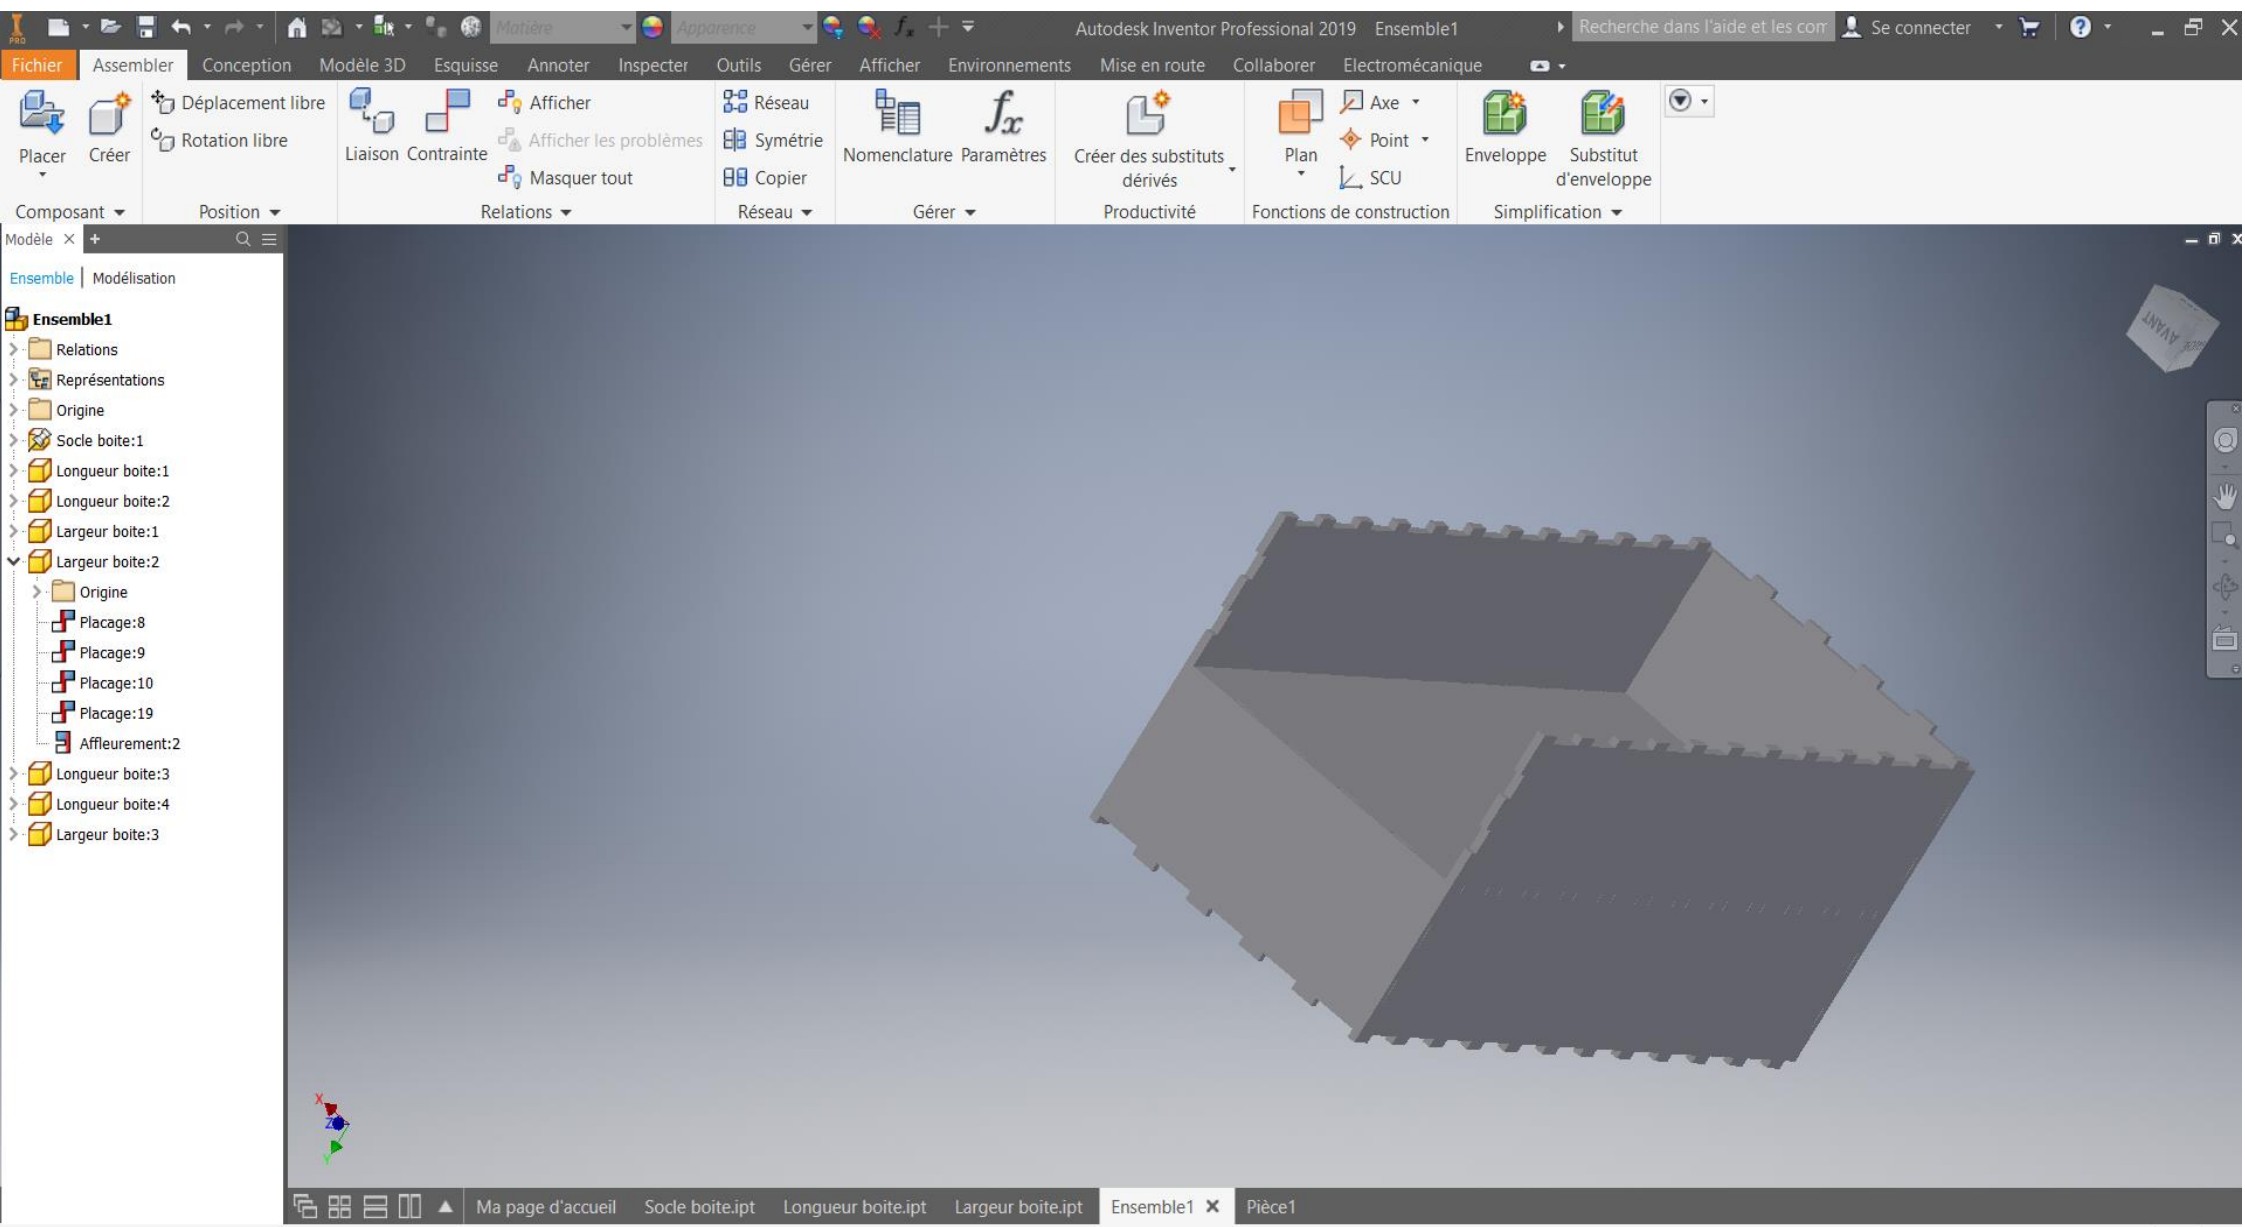 PRO Matière Apparence Autodesk Inventor Professional 2019 Ensemble1 Recherche dans l'aide et les com Se connecter
Fichier Assembler Conception Modèle 3D Esquisse Annoter Inspecter Outils Gérer Afficher Environnements Mise en route Collaborer Electromécanique
Placer
Créer
Déplacement libre
Rotation libre
Liaison
Contrainte
Afficher
Afficher les problèmes
Masquer tout
Réseau
Symétrie
Copier
Nomenclature
fx
Paramètres
Créer des substituts
dérivés
Plan
Axe
Point
SCU
Enveloppe
Substitut
d'enveloppe
Composant Position Relations Réseau Gérer Productivité Fonctions de construction Simplification
Modèle +
Ensemble | Modélisation
Ensemble1
Relations
Représentations
Origine
Socle boite:1
Longueur boite:1
Longueur boite:2
Largeur boite:1
Largeur boite:2
Origine
Placage:8
Placage:9
Placage:10
Placage:19
Affleurement:2
Longueur boite:3
Longueur boite:4
Largeur boite:3
AVANT
X
Z
Y
Ma page d'accueil Socle boite.ipt Longueur boite.ipt Largeur boite.ipt Ensemble1 Pièce1